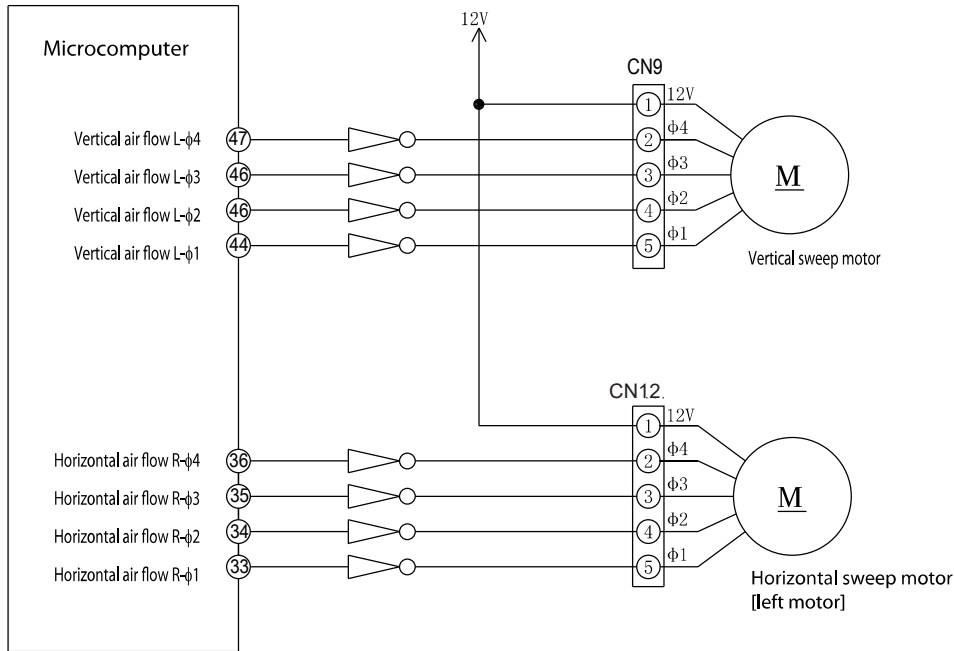 12V
Microcomputer
CN9
① 12V
Vertical air flow L-ϕ4 47 ② ϕ4
Vertical air flow L-ϕ3 46 ③ ϕ3
M
Vertical air flow L-ϕ2 46 ④ ϕ2
Vertical air flow L-ϕ1 44 ⑤ ϕ1
Vertical sweep motor
CN12.
① 12V
Horizontal air flow R-ϕ4 36 ② ϕ4
Horizontal air flow R-ϕ3 35 ③ ϕ3
M
Horizontal air flow R-ϕ2 34 ④ ϕ2
Horizontal air flow R-ϕ1 33 ⑤ ϕ1
Horizontal sweep motor
[left motor]